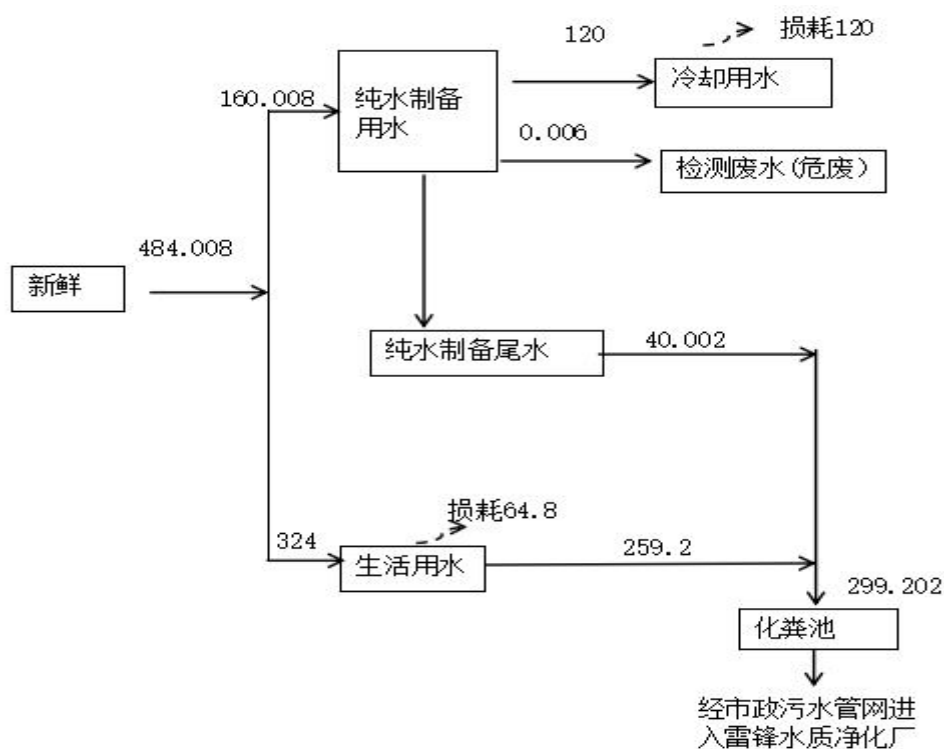 损耗120
120
冷却用水
160.008
纯水制备
用水
0.006
检测废水(危废)
484.008
新鲜
纯水制备尾水
40.002
损耗64.8
324
生活用水
259.2
299.202
化粪池
经市政污水管网进
入雷锋水质净化厂